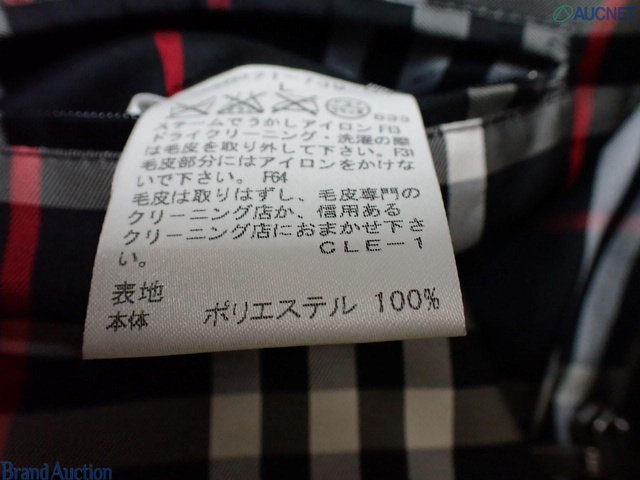 AUCNET
L
633
スチームでうかしアイロン F13
ドライクリーニング・洗濯の際
は毛皮を取り外して下さい。F31
毛皮部分にはアイロンをかけな
いで下さい。F64
毛皮は取りはずし、毛皮専門の
クリーニング店か、信用ある
クリーニング店におまかせ下さ
い。 CLE-1
表地
本体 ポリエステル 100%
Brand Auction